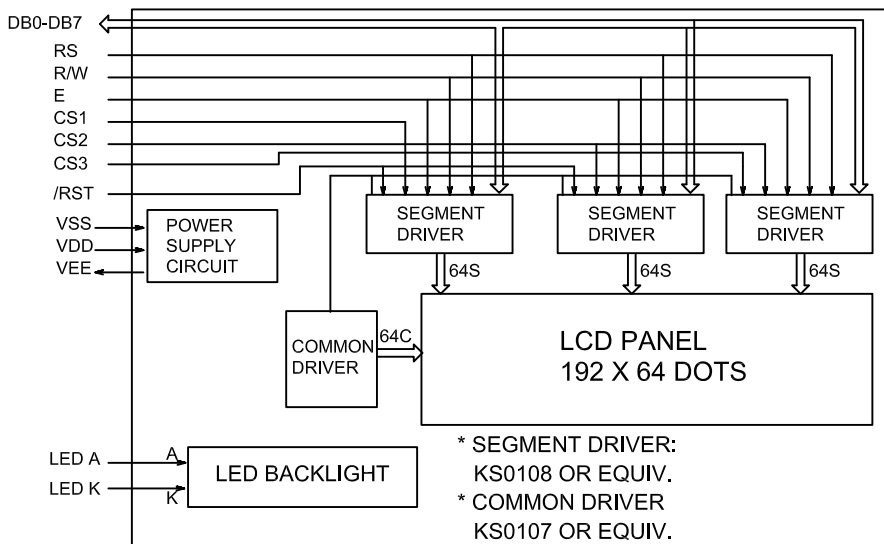 DB0-DB7
RS
R/W
E
CS1
CS2
CS3
/RST
VSS
VDD
VEE
POWER
SUPPLY
CIRCUIT
SEGMENT
DRIVER
SEGMENT
DRIVER
SEGMENT
DRIVER
64S
64S
64S
COMMON
DRIVER
64C
LCD PANEL
192 X 64 DOTS
LED A
A
LED K
K
LED BACKLIGHT
* SEGMENT DRIVER:
KS0108 OR EQUIV.
* COMMON DRIVER
KS0107 OR EQUIV.